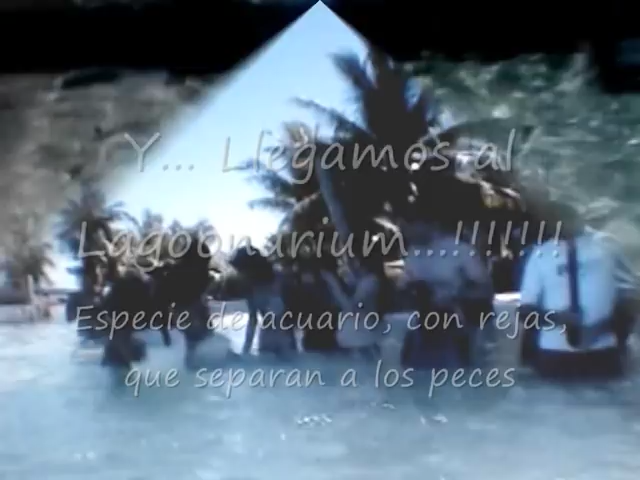 Y... Llegamos al
Lagoonarium...!!!!!!!
Especie de acuario, con rejas,
que separan a los peces